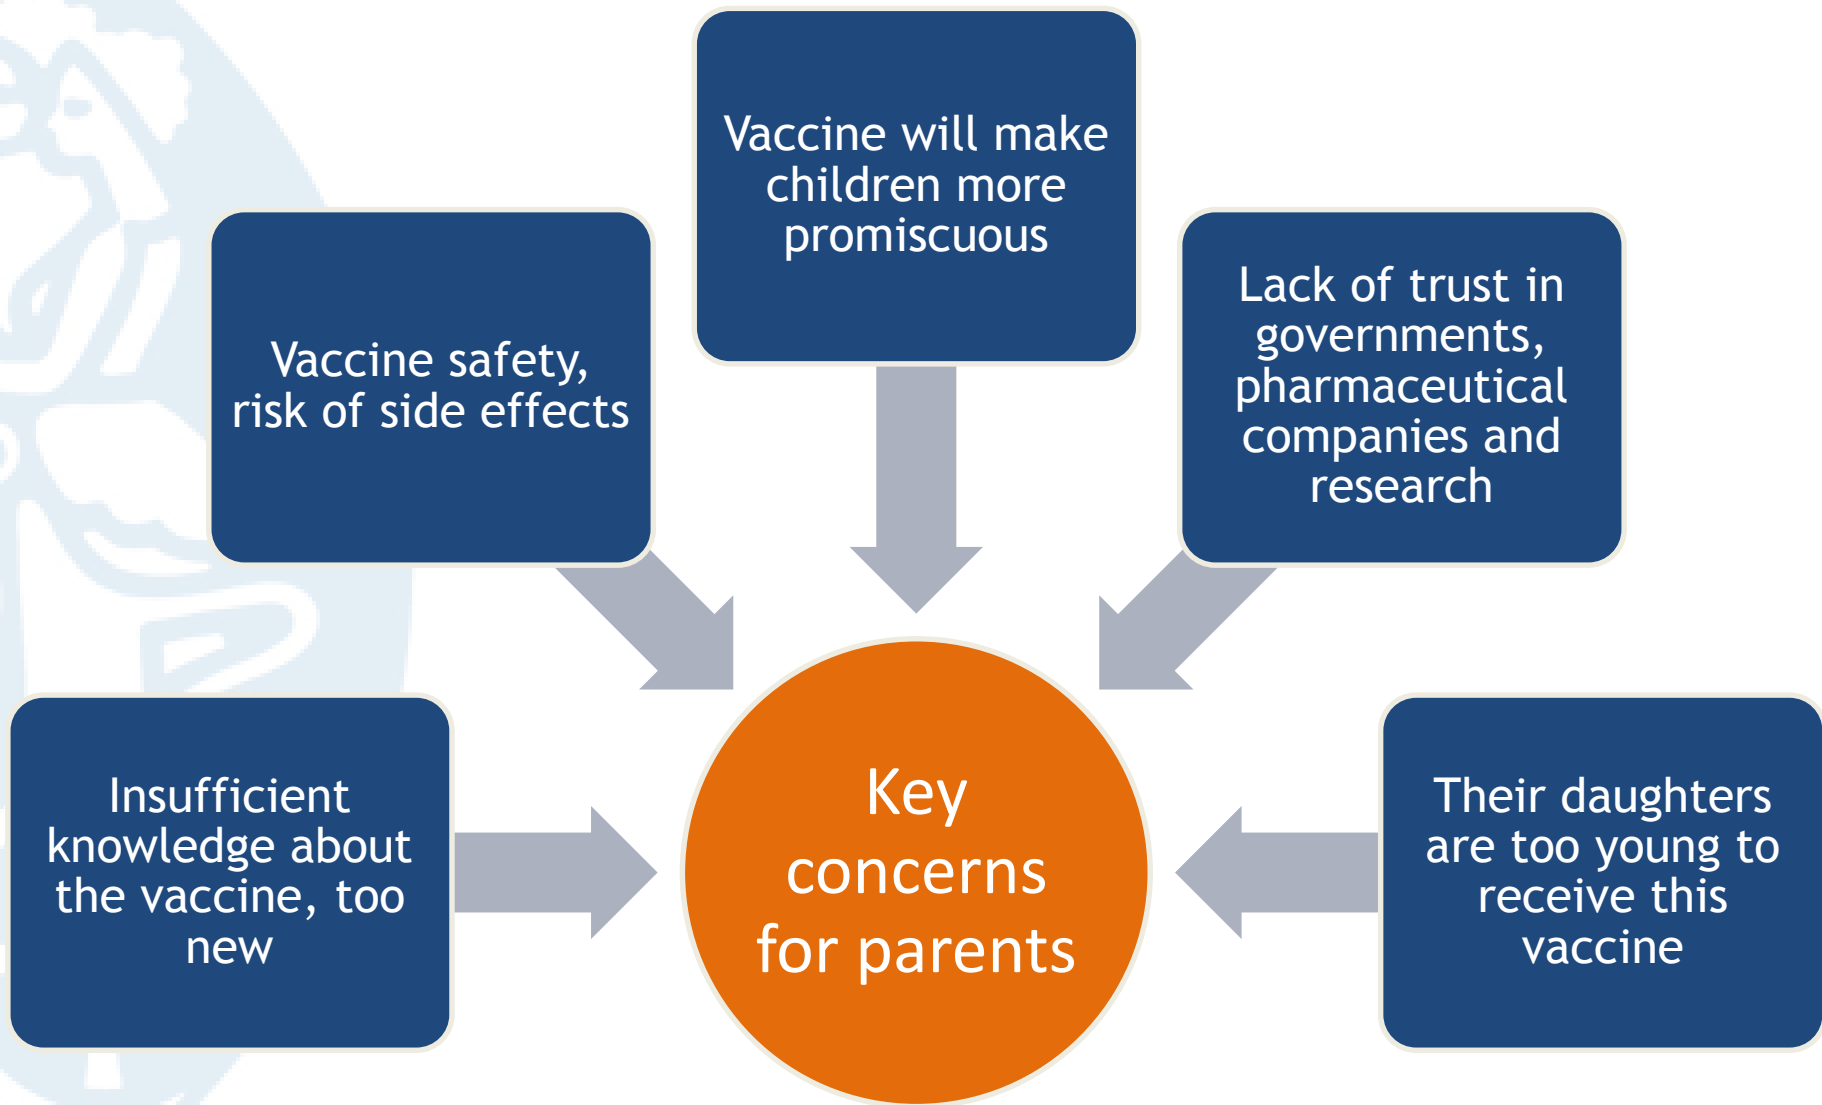 Vaccine will make
children more
promiscuous
Vaccine safety,
risk of side effects
Lack of trust in
governments,
pharmaceutical
companies and
research
Insufficient
knowledge about
the vaccine, too
new
Key
concerns
for parents
Their daughters
are too young to
receive this
vaccine